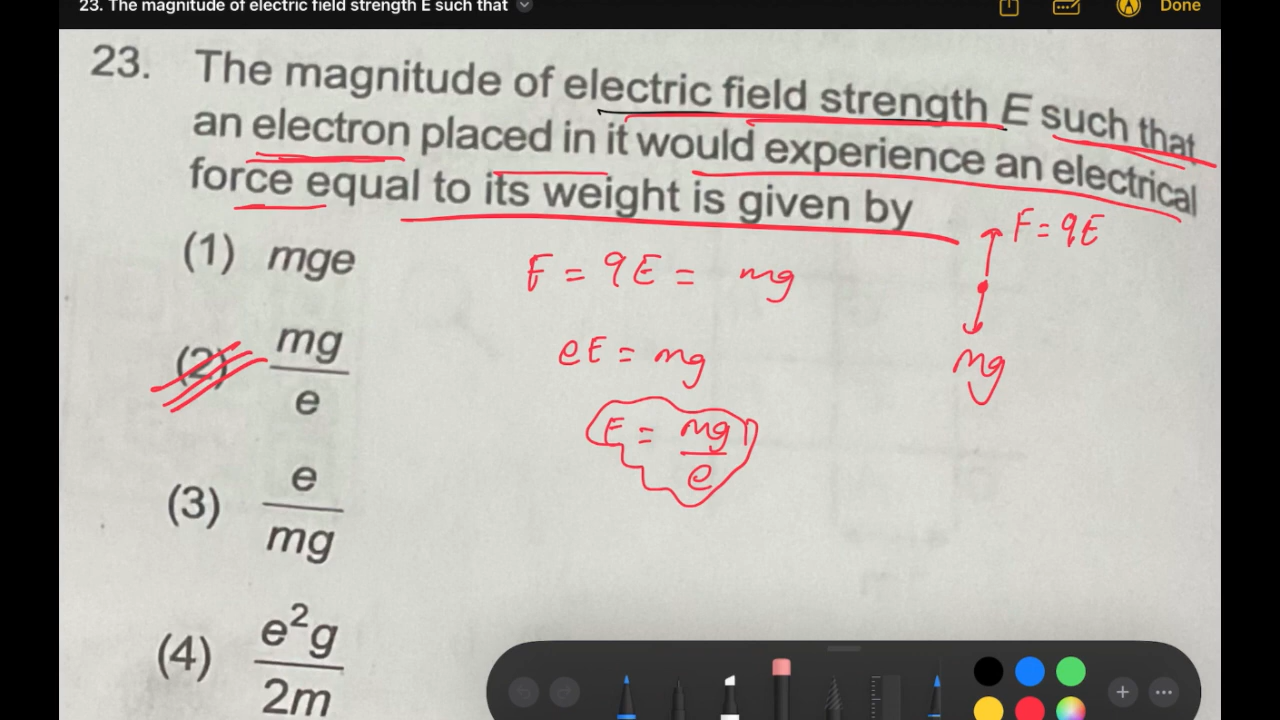 23. The magnitude of electric field strength E such that
Done
23. The magnitude of electric field strength E such that
an electron placed in it would experience an electrical
force equal to its weight is given by
(1) mge
(2) mg/e
(3) e/mg
(4) e²g/2m
F = qE = mg
eE = mg
E = mg/e
F = qE
mg